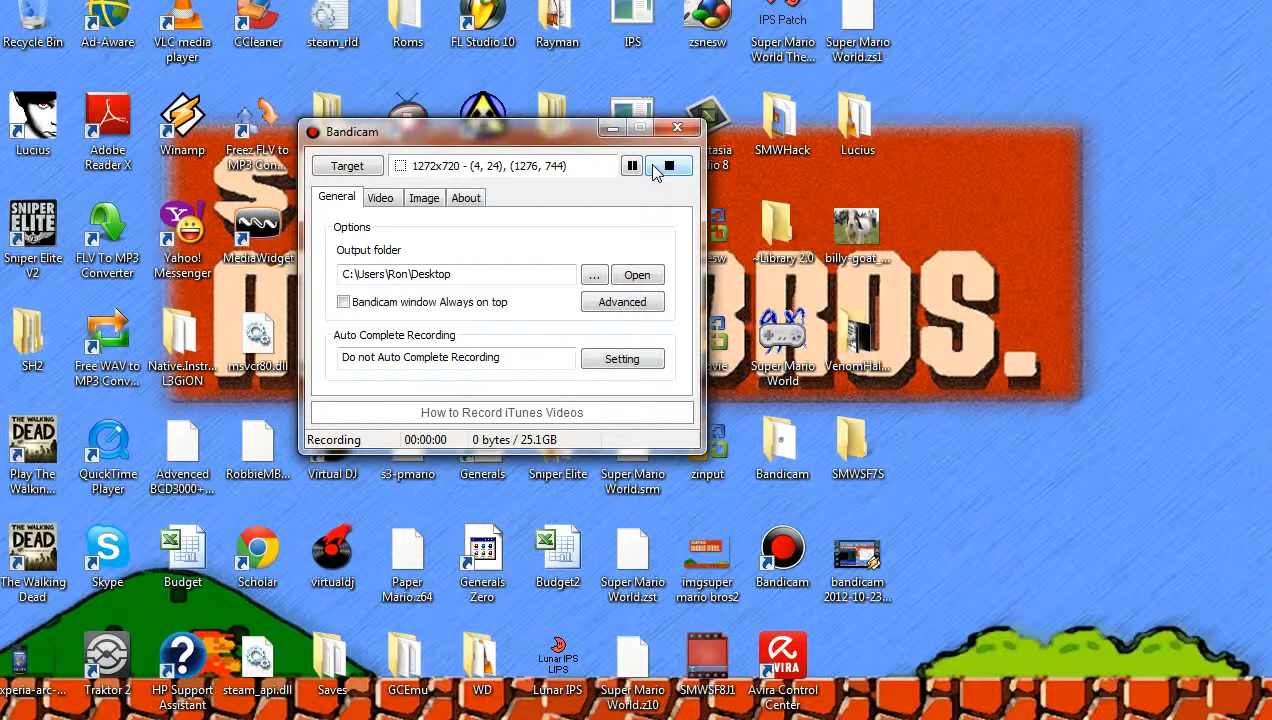 Recycle Bin
Ad-Aware
VLC media
player
CCleaner
steam_rld
Roms
FL Studio 10
Rayman
IPS
zsnesw
IPS Patch
Super Mario
World The...
Super Mario
World.zs1
Lucius
Adobe
Reader X
Winamp
Freez FLV to
MP3 Con...
SMWHack
Lucius
Bandicam
Target
1272x720 - (4, 24), (1276, 744)
General
Video
Image
About
Options
Output folder
C:\Users\Ron\Desktop
...
Open
Bandicam window Always on top
Advanced
Auto Complete Recording
Do not Auto Complete Recording
Setting
How to Record iTunes Videos
Recording
00:00:00
0 bytes / 25.1GB
BROS.
SNIPER
ELITE
Sniper Elite
V2
FLV To MP3
Converter
Yahoo!
Messenger
MediaWidget
~Library 2.0
billy-goat_...
SH2
Free WAV to
MP3 Conv...
Native.Instr...
L3GiON
msvcr80.dll
Super Mario
World
VenomHal...
THE WALKING
DEAD
Play The
Walkin...
QuickTime
Player
Advanced
BCD3000+...
RobbieMB...
Virtual DJ
s3-pmario
Generals
Sniper Elite
Super Mario
World.srm
zinput
Bandicam
SMWSF7S
THE WALKING
DEAD
The Walking
Dead
Skype
Budget
Scholar
virtualdj
Paper
Mario.z64
Generals
Zero
Budget2
Super Mario
World.zst
imgsuper
mario bros2
Bandicam
bandicam
2012-10-23...
xperia-arc-...
Traktor 2
HP Support
Assistant
steam_api.dll
Saves
GCEmu
WD
Lunar IPS
LIPS
Lunar IPS
Super Mario
World.z10
SMWSF8J1
AVIRA
Avira Control
Center